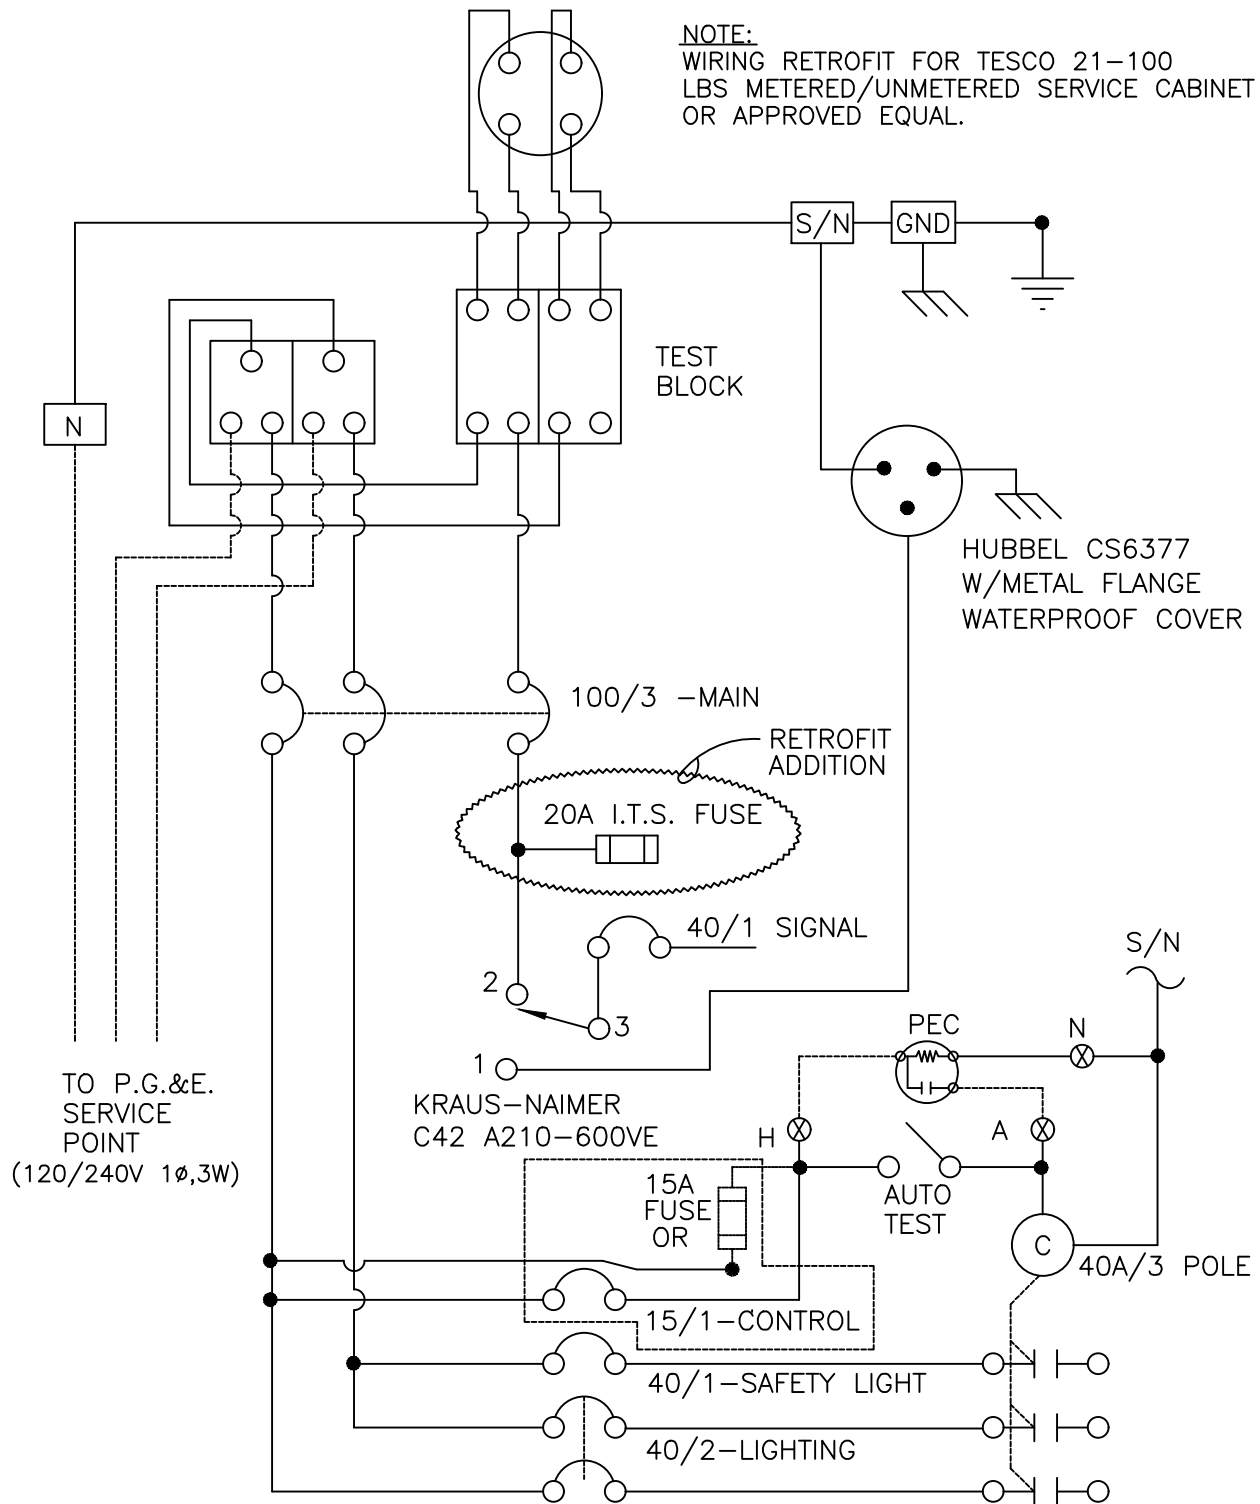 NOTE:
WIRING RETROFIT FOR TESCO 21-100
LBS METERED/UNMETERED SERVICE CABINET
OR APPROVED EQUAL.
S/N
GND
TEST
BLOCK
N
HUBBEL CS6377
W/METAL FLANGE
WATERPROOF COVER
100/3 -MAIN
RETROFIT
ADDITION
20A I.T.S. FUSE
40/1 SIGNAL
S/N
2
3
PEC
N
1
TO P.G.&E.
SERVICE
POINT
(120/240V 1ø,3W)
KRAUS-NAIMER
C42 A210-600VE
H
A
15A
FUSE
OR
AUTO
TEST
C
40A/3 POLE
15/1-CONTROL
40/1-SAFETY LIGHT
40/2-LIGHTING